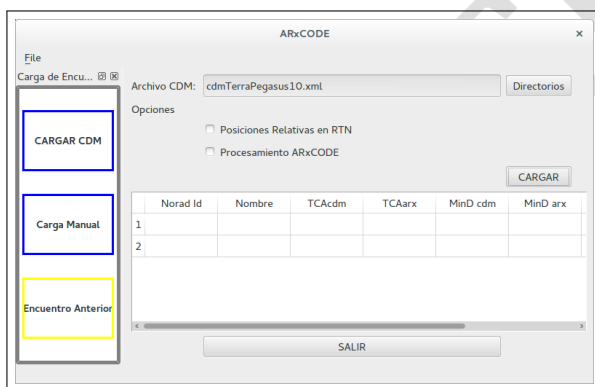 ARxCODE ×
File
Carga de Encu...
CARGAR CDM
Carga Manual
Encuentro Anterior
Archivo CDM: cdmTerraPegasus10.xml Directorios
Opciones
Posiciones Relativas en RTN
Procesamiento ARxCODE
CARGAR
Norad Id Nombre TCAcdm TCAarx MinD cdm MinD arx
1
2
SALIR